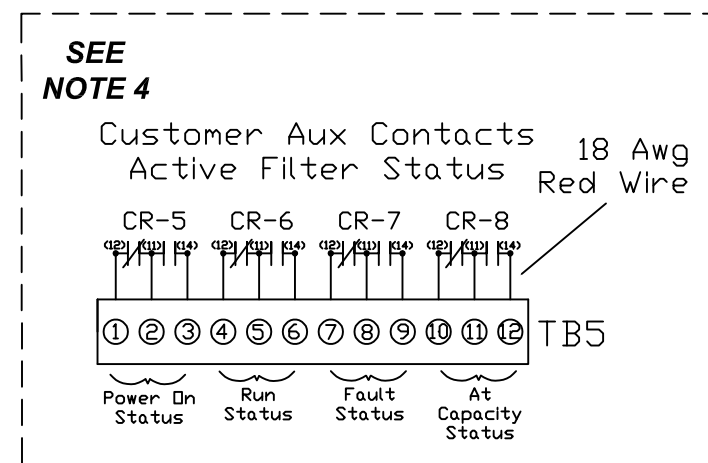 SEE
NOTE 4
Customer Aux Contacts
Active Filter Status
18 Awg
Red Wire
CR-5 CR-6 CR-7 CR-8
(12) (11) (14) (12) (11) (14) (12) (11) (14) (12) (11) (14)
1 2 3 4 5 6 7 8 9 10 11 12 TB5
Power On
Status
Run
Status
Fault
Status
At
Capacity
Status